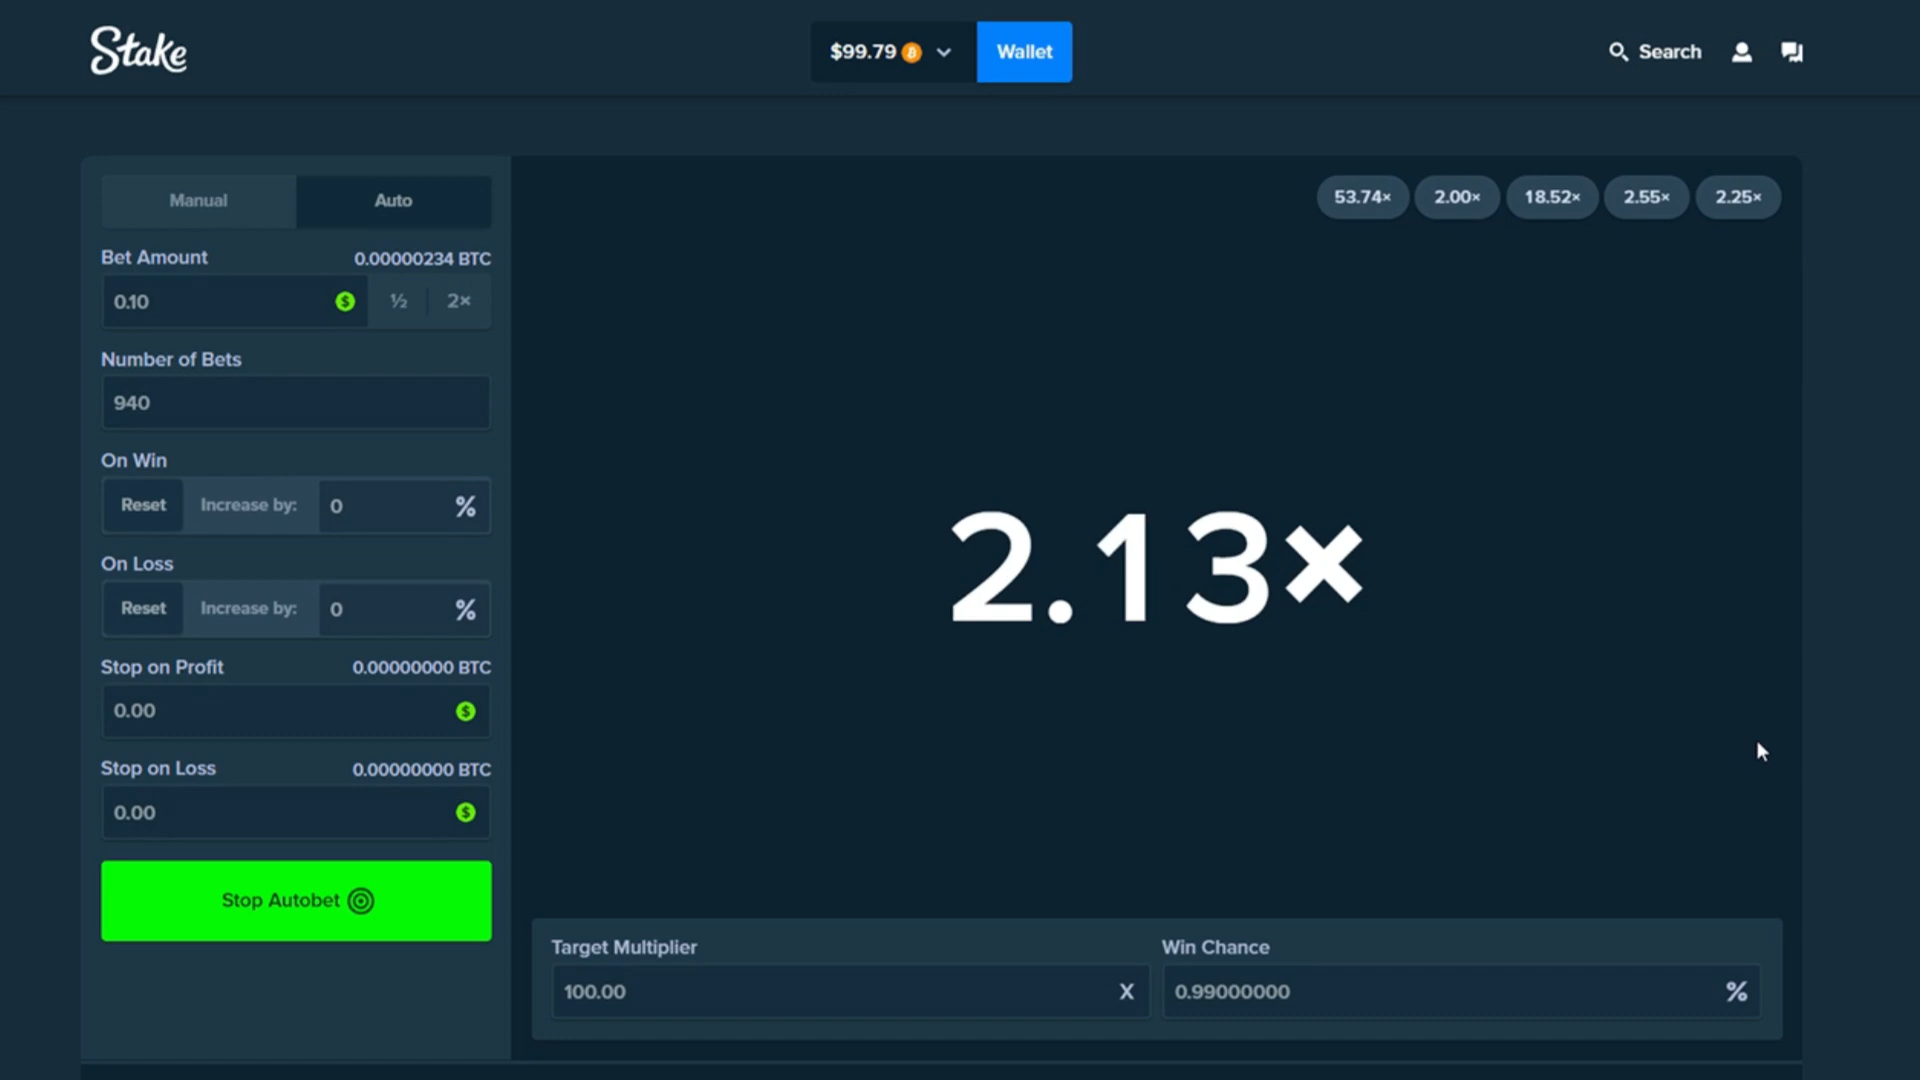 Stake
$99.79
Wallet
Search
Manual
Auto
53.74×
2.00×
18.52×
2.55×
2.25×
Bet Amount
0.00000234 BTC
0.10
½
2×
Number of Bets
940
On Win
Reset
Increase by:
0
%
On Loss
Reset
Increase by:
0
%
2.13×
Stop on Profit
0.00000000 BTC
0.00
Stop on Loss
0.00000000 BTC
0.00
Stop Autobet
Target Multiplier
100.00
X
Win Chance
0.99000000
%